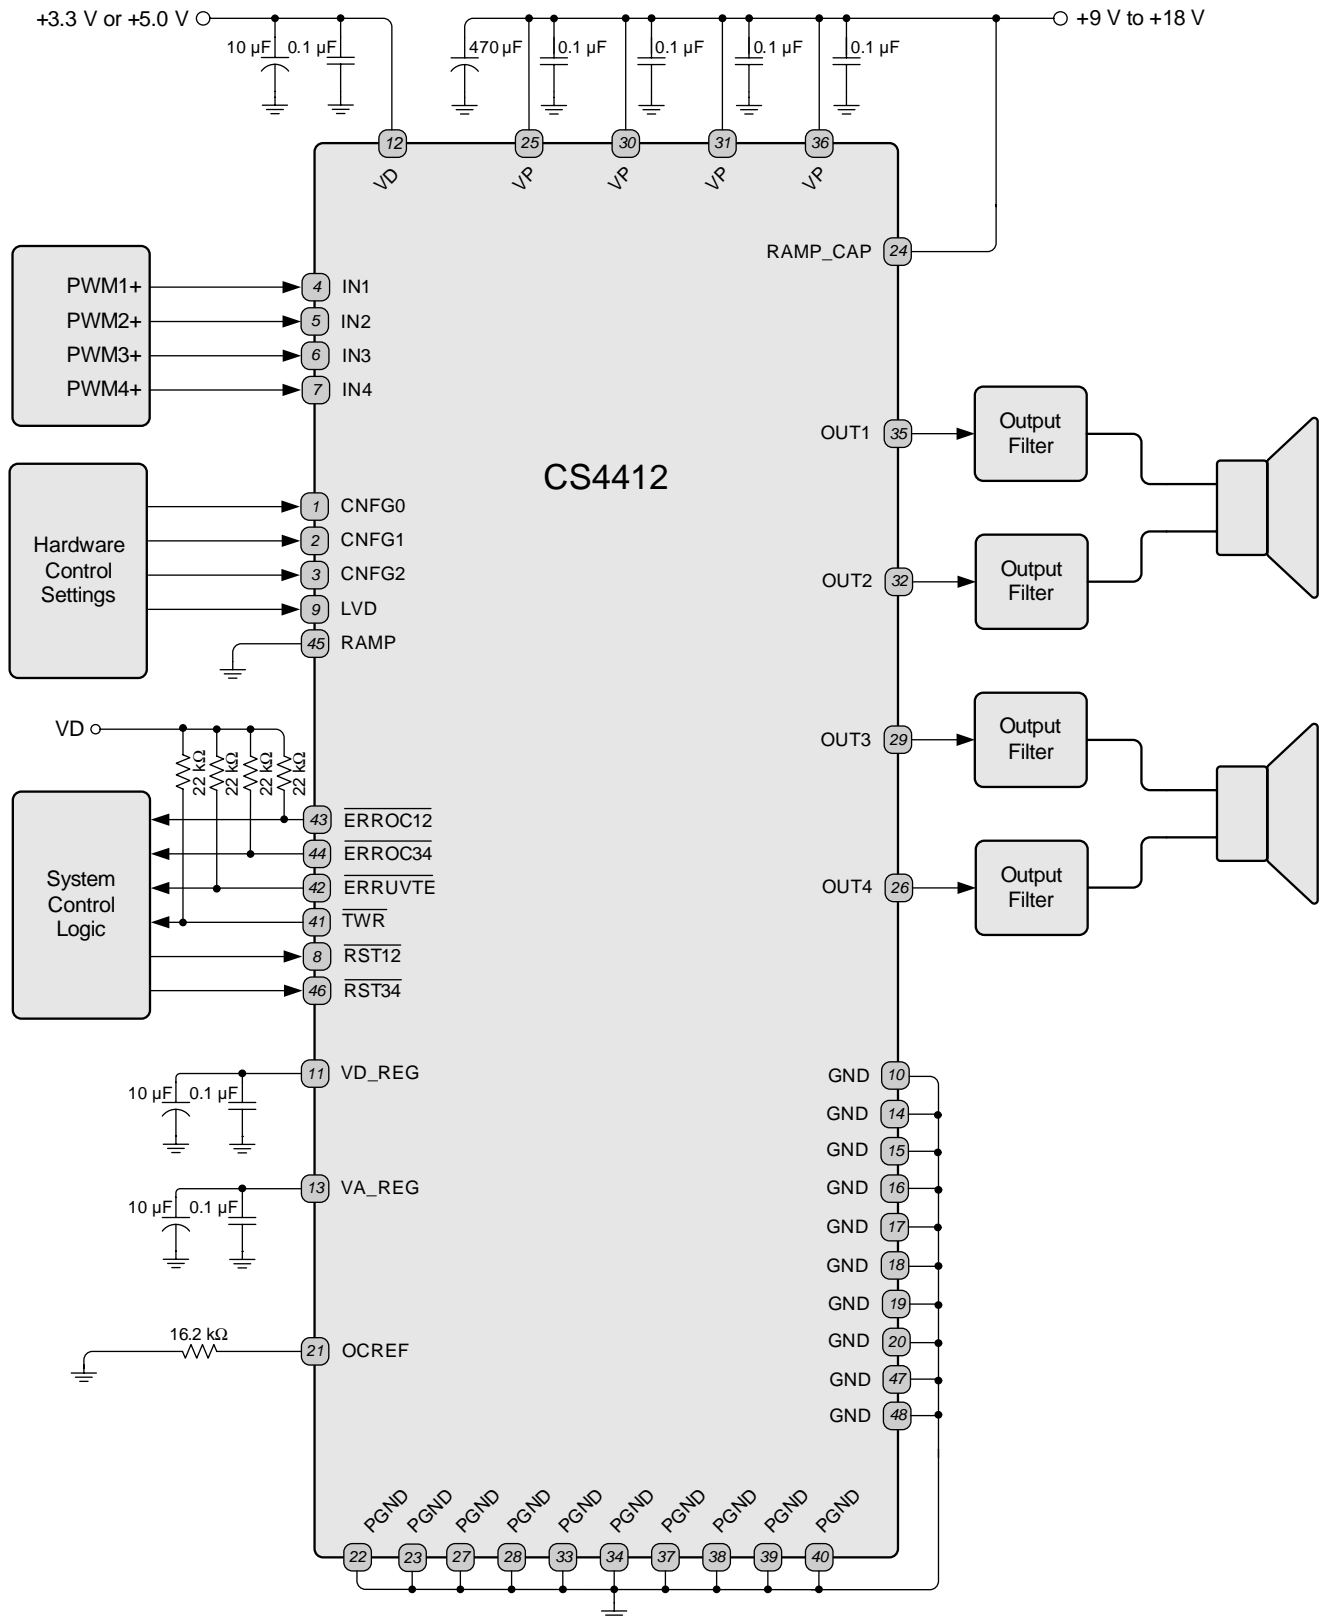 +3.3 V or +5.0 V
+9 V to +18 V
10 µF
0.1 µF
470 µF
0.1 µF
0.1 µF
0.1 µF
0.1 µF
12
25
30
31
36
VD
VP
VP
VP
VP
RAMP_CAP
24
PWM1+
4
IN1
PWM2+
5
IN2
PWM3+
6
IN3
PWM4+
7
IN4
CS4412
OUT1
35
Output
Filter
OUT2
32
Output
Filter
OUT3
29
Output
Filter
OUT4
26
Output
Filter
Hardware
Control
Settings
1
CNFG0
2
CNFG1
3
CNFG2
9
LVD
45
RAMP
VD
22 kΩ
22 kΩ
22 kΩ
22 kΩ
System
Control
Logic
43
ERROC12
44
ERROC34
42
ERRUVTE
41
TWR
8
RST12
46
RST34
11
VD_REG
10 µF
0.1 µF
13
VA_REG
10 µF
0.1 µF
16.2 kΩ
21
OCREF
GND
10
GND
14
GND
15
GND
16
GND
17
GND
18
GND
19
GND
20
GND
47
GND
48
PGND
PGND
PGND
PGND
PGND
PGND
PGND
PGND
PGND
PGND
22
23
27
28
33
34
37
38
39
40